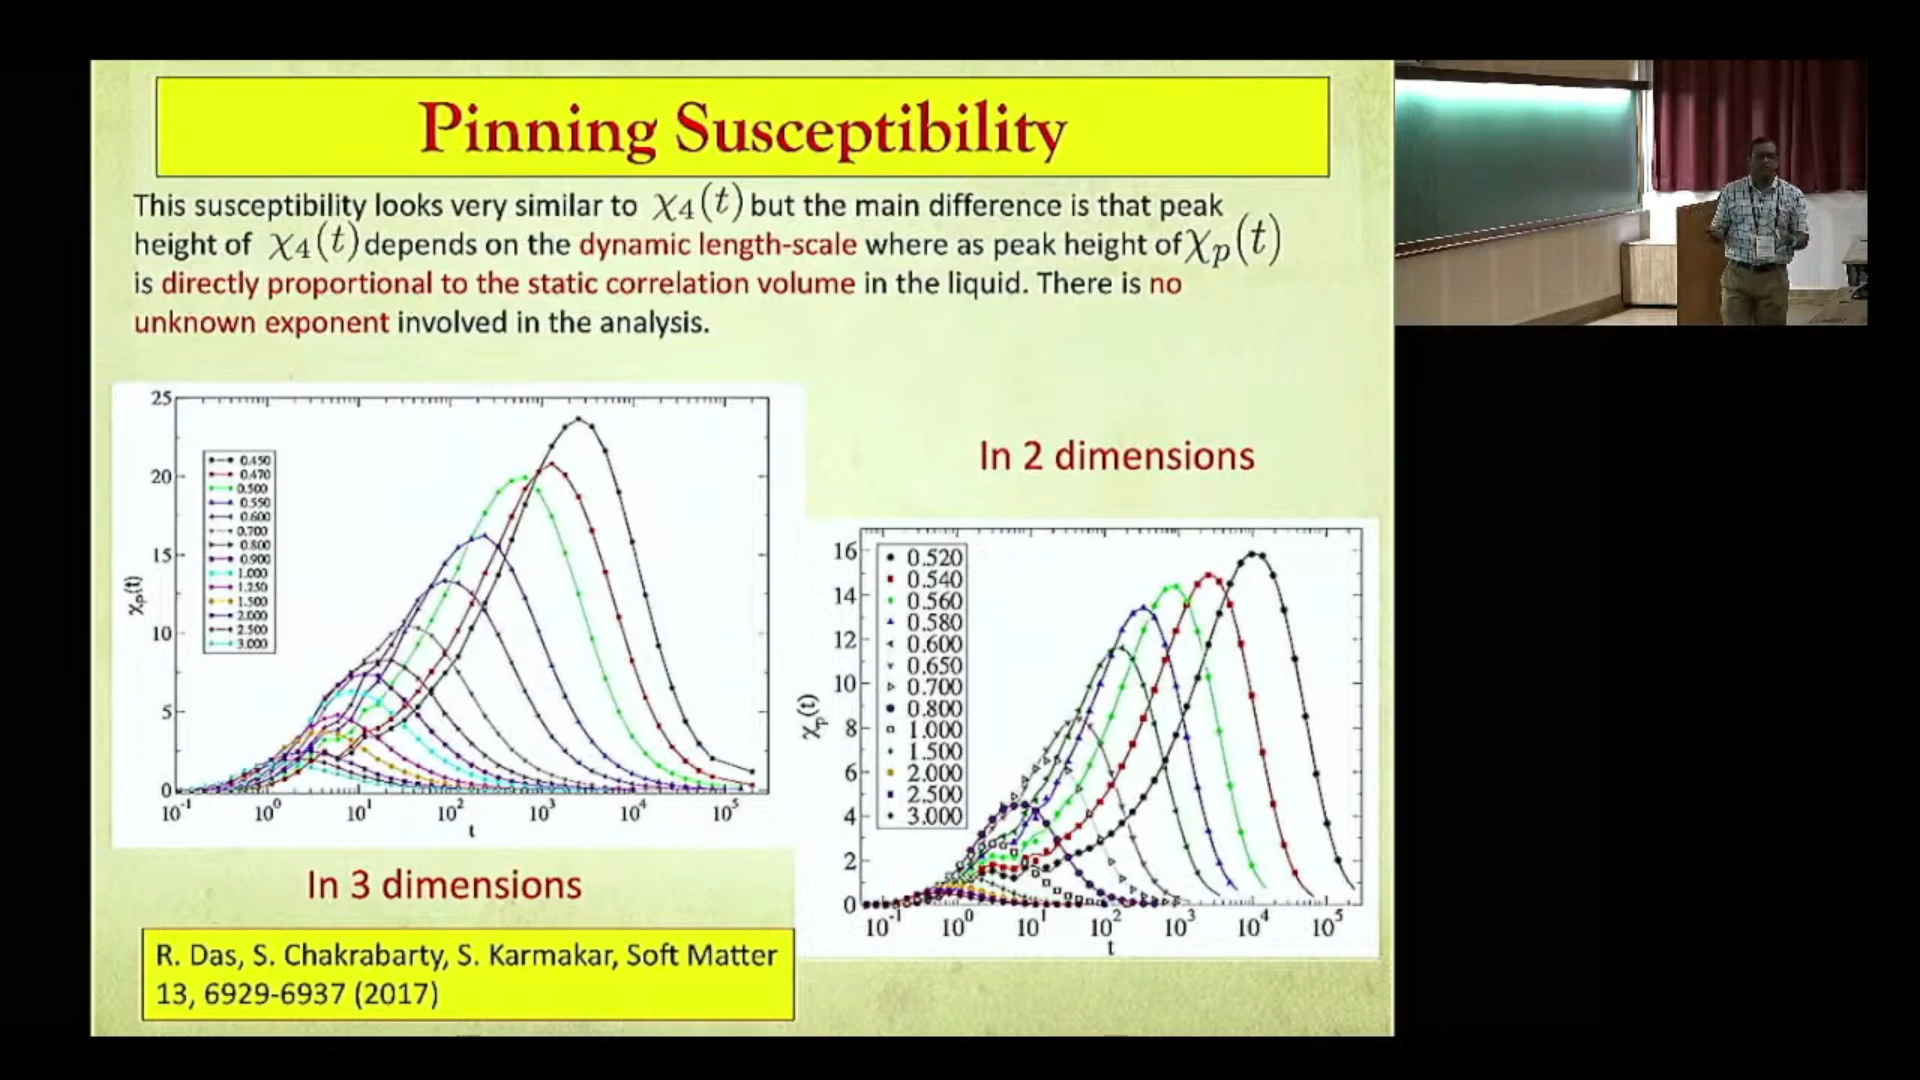 Pinning Susceptibility
This susceptibility looks very similar to χ₄(t) but the main difference is that peak
height of χ₄(t) depends on the dynamic length-scale where as peak height of χₚ(t)
is directly proportional to the static correlation volume in the liquid. There is no
unknown exponent involved in the analysis.
25
20
15
10
5
0
χₚ(t)
0.450
0.470
0.500
0.550
0.600
0.700
0.800
0.900
1.000
1.250
1.500
2.000
2.500
3.000
10⁻¹ 10⁰ 10¹ 10² 10³ 10⁴ 10⁵
t
In 3 dimensions
In 2 dimensions
16
14
12
10
8
6
4
2
0
χₚ(t)
0.520
0.540
0.560
0.580
0.600
0.650
0.700
0.800
1.000
1.500
2.000
2.500
3.000
10⁻¹ 10⁰ 10¹ 10² 10³ 10⁴ 10⁵
t
R. Das, S. Chakrabarty, S. Karmakar, Soft Matter
13, 6929-6937 (2017)